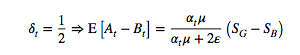 δ_t = 1/2 ⇒ E [A_t − B_t] = α_t μ / (α_t μ + 2ε) (S_G − S_B)